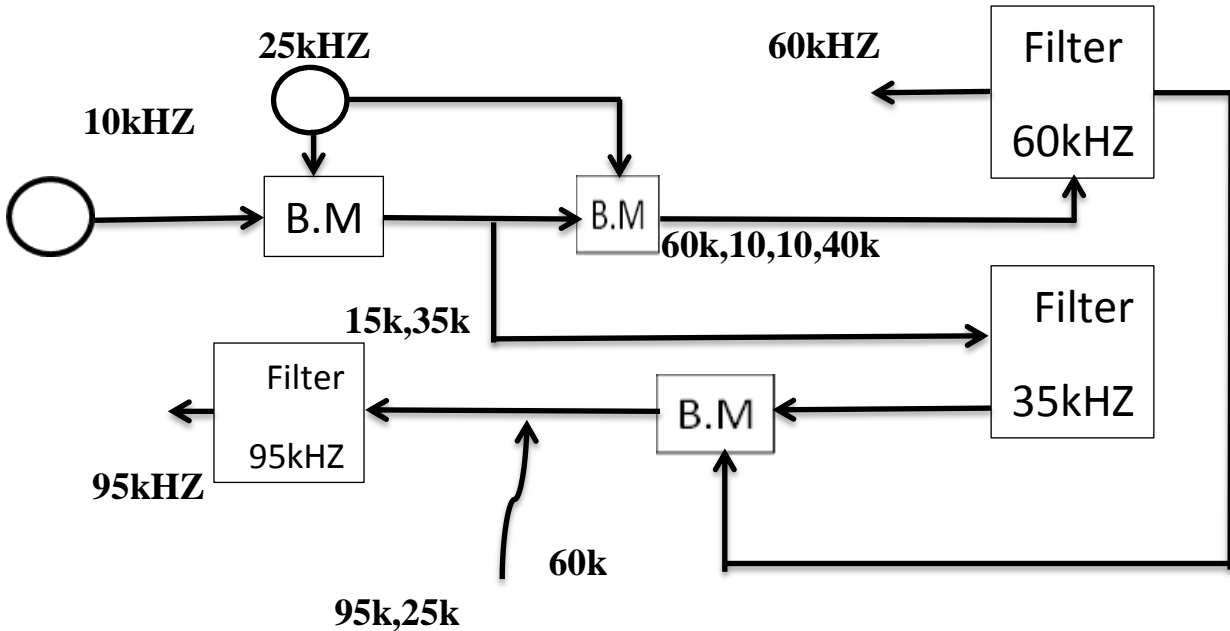 25kHZ
60kHZ
Filter
60kHZ
10kHZ
B.M
B.M
60k,10,10,40k
15k,35k
Filter
35kHZ
Filter
95kHZ
B.M
95kHZ
60k
95k,25k